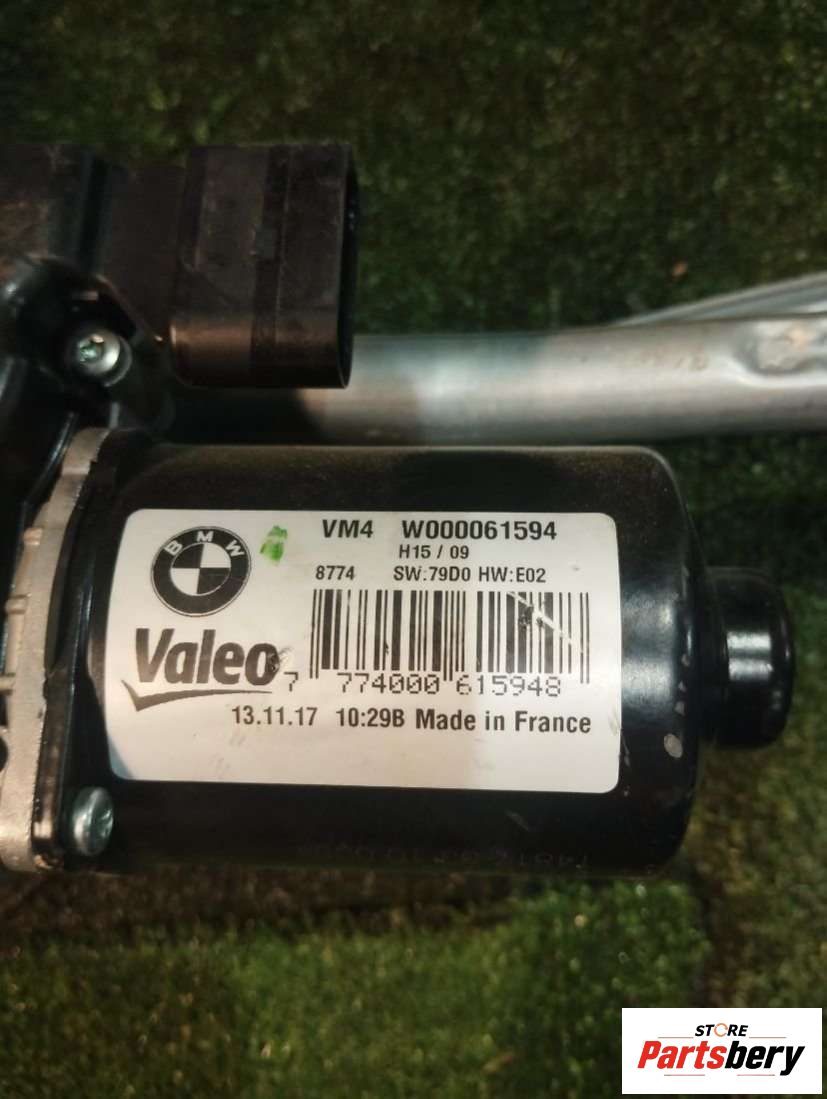 BMW
VM4 W000061594
H15 / 09
8774 SW:79D0 HW:E02
Valeo
7 774000 615948
13.11.17 10:29B Made in France
STORE
Partsbery